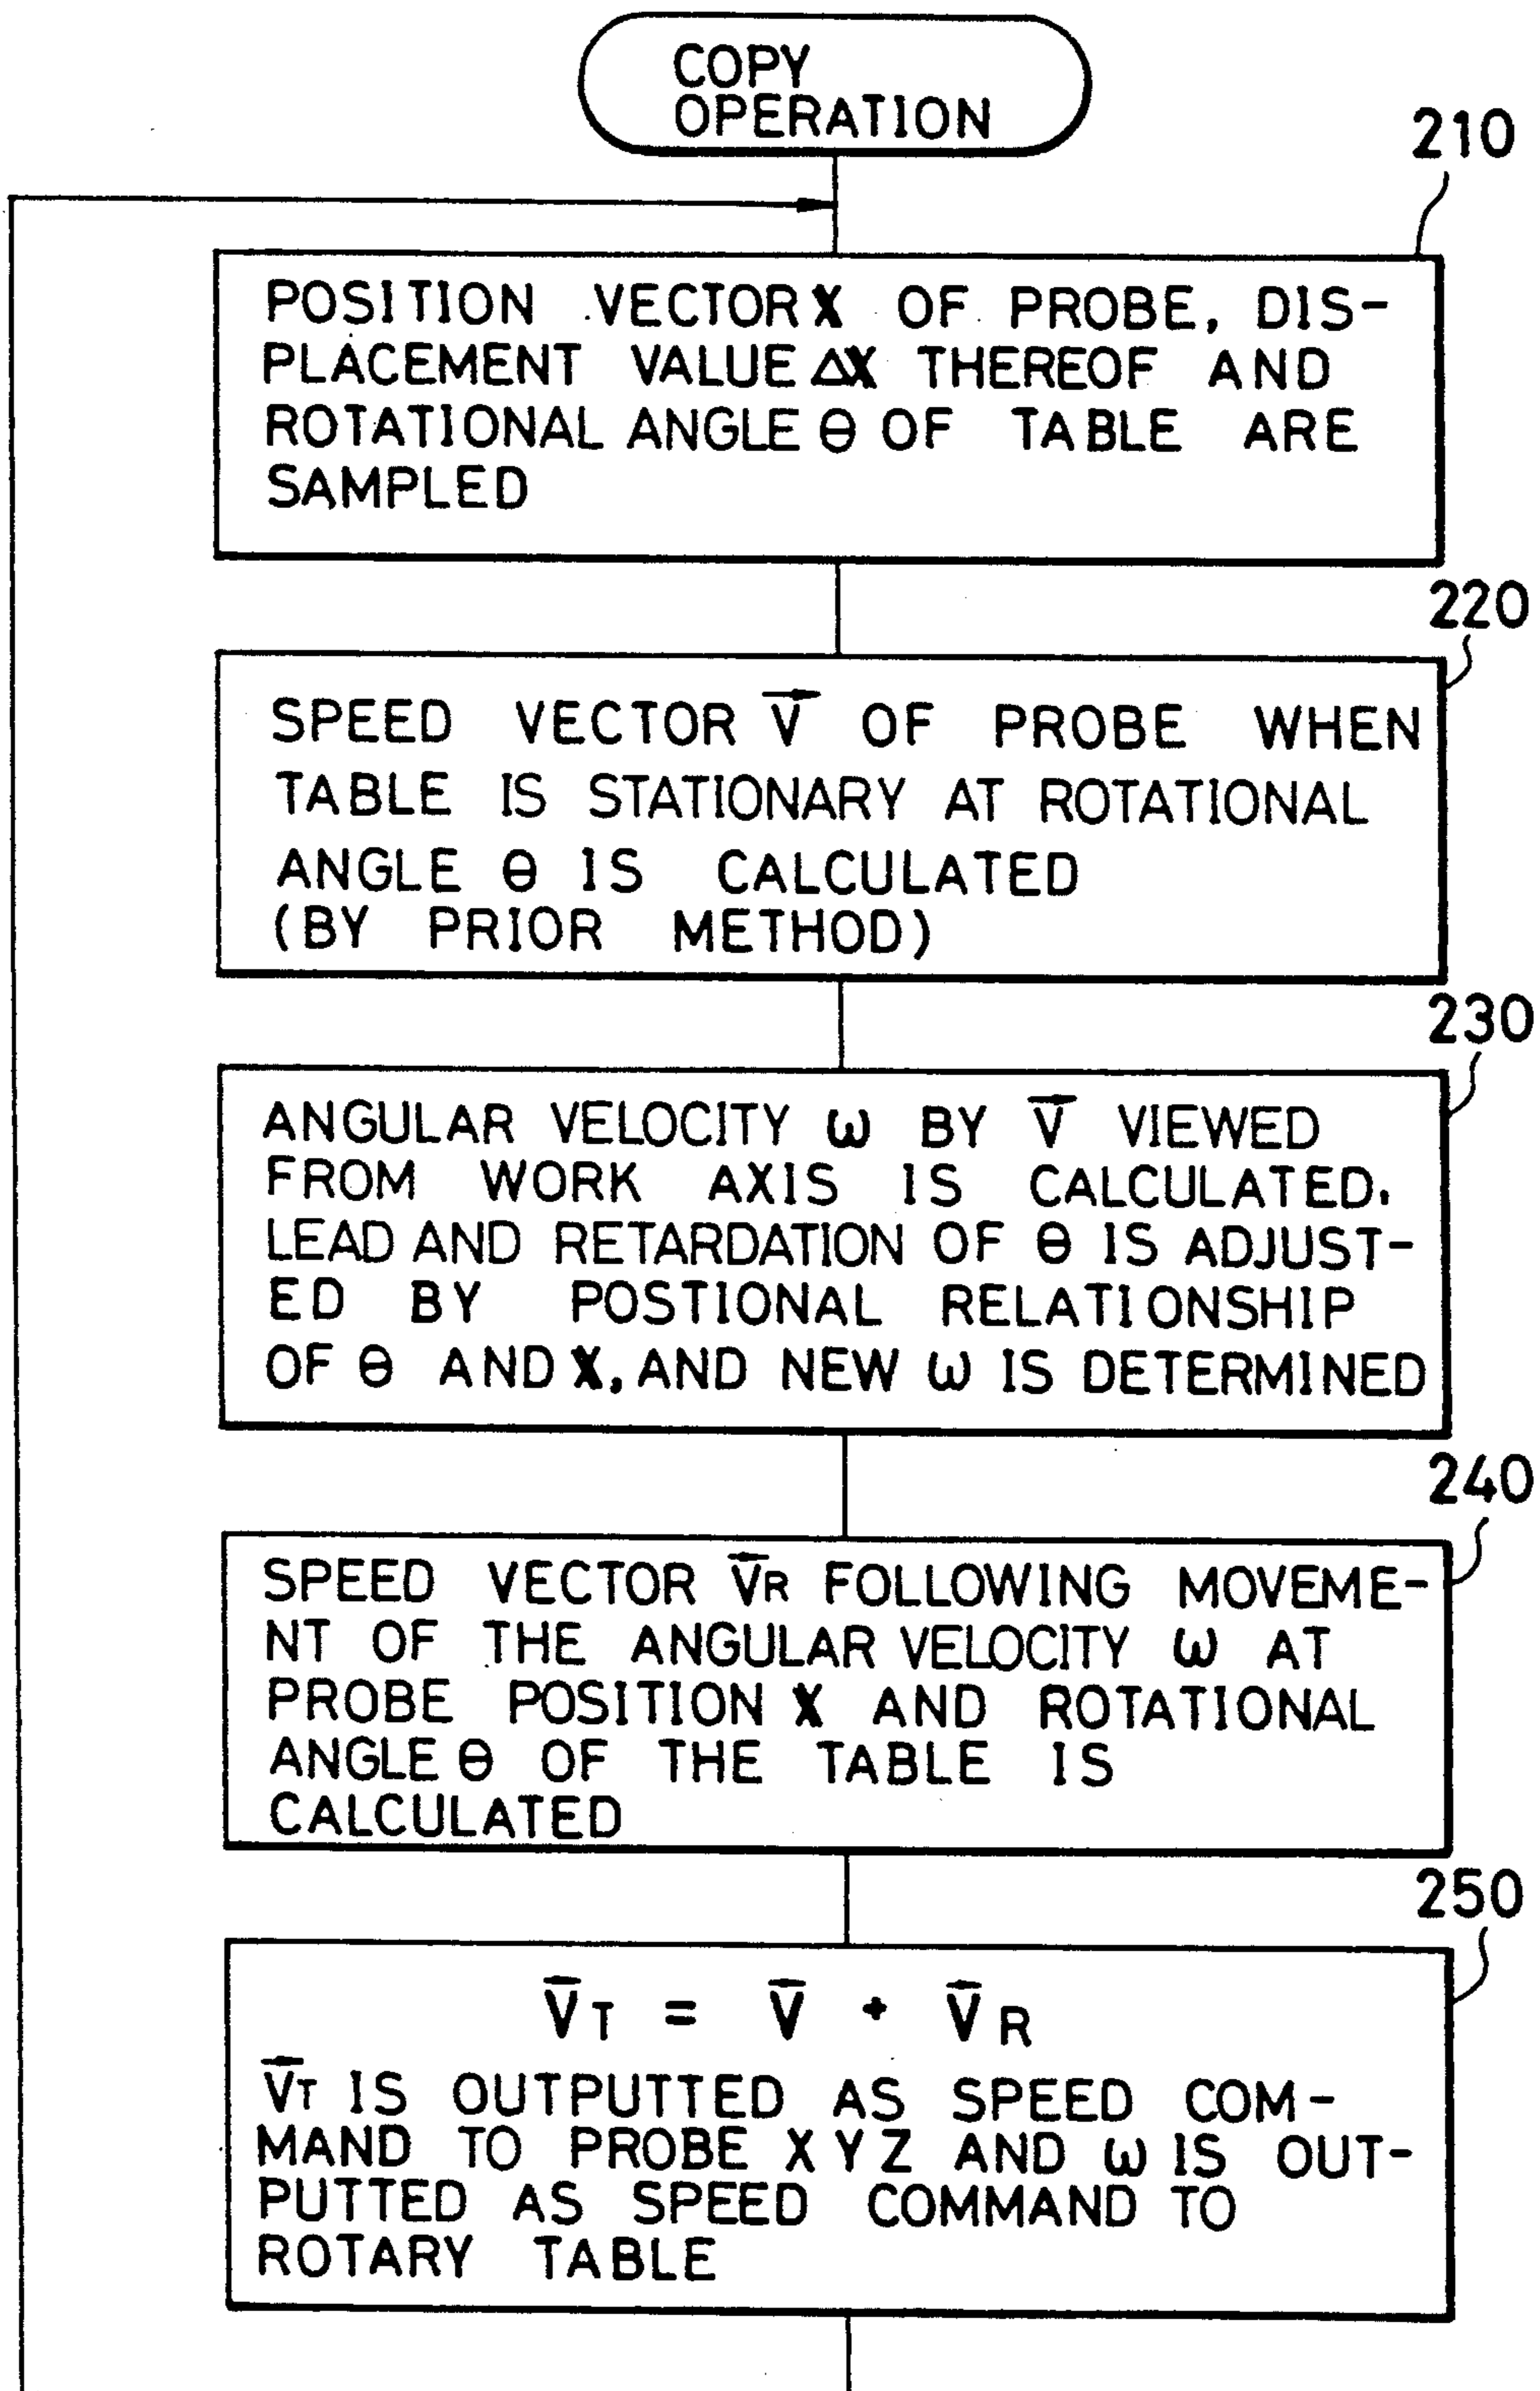 COPY
OPERATION
210
POSITION VECTOR X OF PROBE, DIS-
PLACEMENT VALUE ΔX THEREOF AND
ROTATIONAL ANGLE θ OF TABLE ARE
SAMPLED
220
SPEED VECTOR V⃗ OF PROBE WHEN
TABLE IS STATIONARY AT ROTATIONAL
ANGLE θ IS CALCULATED
(BY PRIOR METHOD)
230
ANGULAR VELOCITY ω BY V⃗ VIEWED
FROM WORK AXIS IS CALCULATED.
LEAD AND RETARDATION OF θ IS ADJUST-
ED BY POSTIONAL RELATIONSHIP
OF θ AND X, AND NEW ω IS DETERMINED
240
SPEED VECTOR V⃗R FOLLOWING MOVEME-
NT OF THE ANGULAR VELOCITY ω AT
PROBE POSITION X AND ROTATIONAL
ANGLE θ OF THE TABLE IS
CALCULATED
250
V⃗T = V⃗ + V⃗R
V⃗T IS OUTPUTTED AS SPEED COM-
MAND TO PROBE XYZ AND ω IS OUT-
PUTTED AS SPEED COMMAND TO
ROTARY TABLE